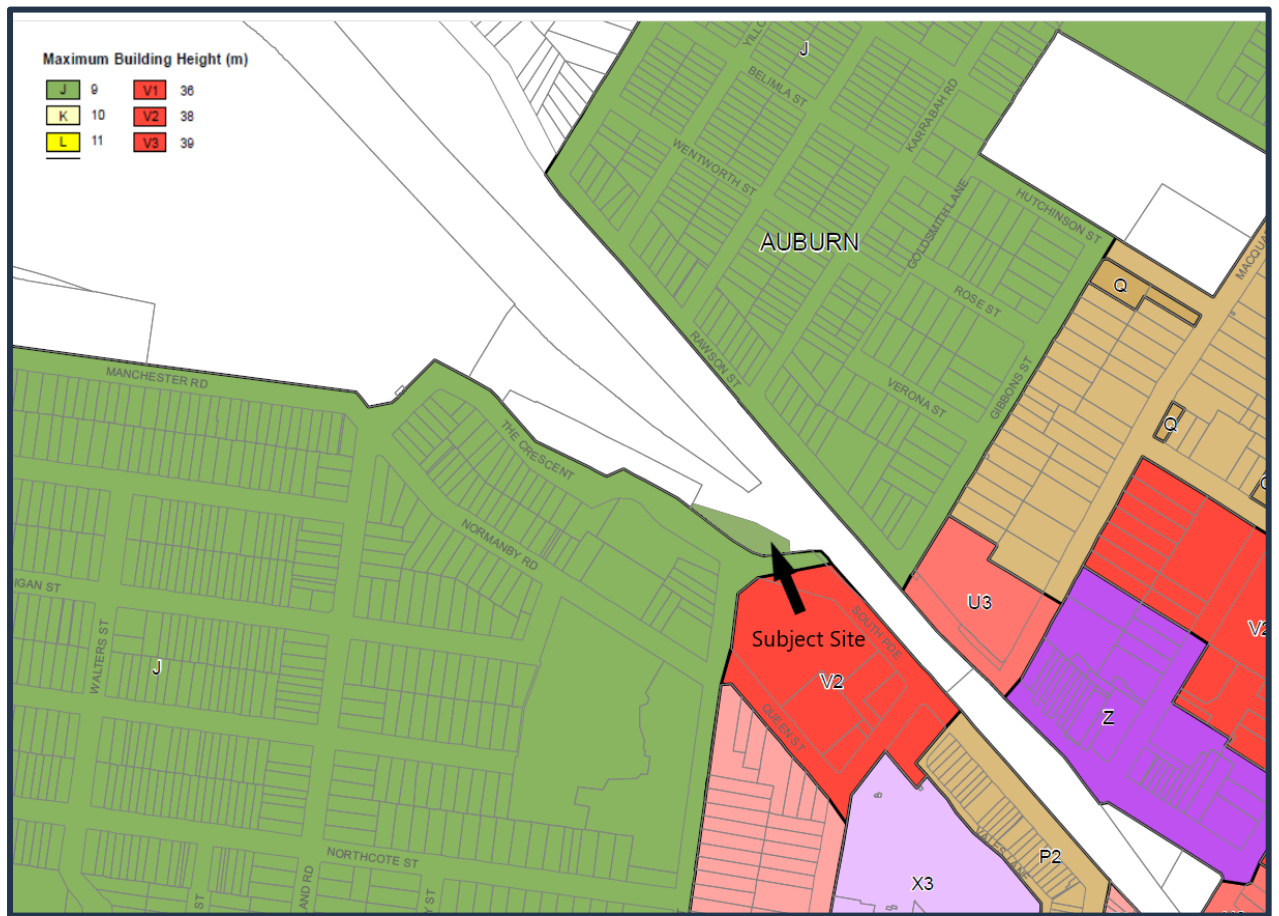 Maximum Building Height (m)
J 9 V1 36
K 10 V2 38
L 11 V3 39
J
BELIMLA ST
KARRABAH RD
WENTWORTH ST
HUTCHINSON ST
GOLDSMITH LANE
AUBURN
Q
ROSE ST
RAWSON ST
MANCHESTER RD
VERONA ST
GIBBONS ST
Q
THE CRESCENT
NORMANBY RD
IGAN ST
U3
SOUTH PDE
Subject Site
WALTERS ST
J
V2
V2
QUEEN ST
Z
NORTHCOTE ST
P2
X3
ST